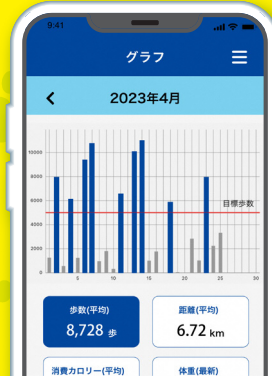 9:41
グラフ
2023年4月
10000
8000
6000
4000
2000
目標歩数
5
10
15
20
25
30
歩数(平均)
8,728 歩
距離(平均)
6.72 km
消費カロリー(平均)
体重(最新)